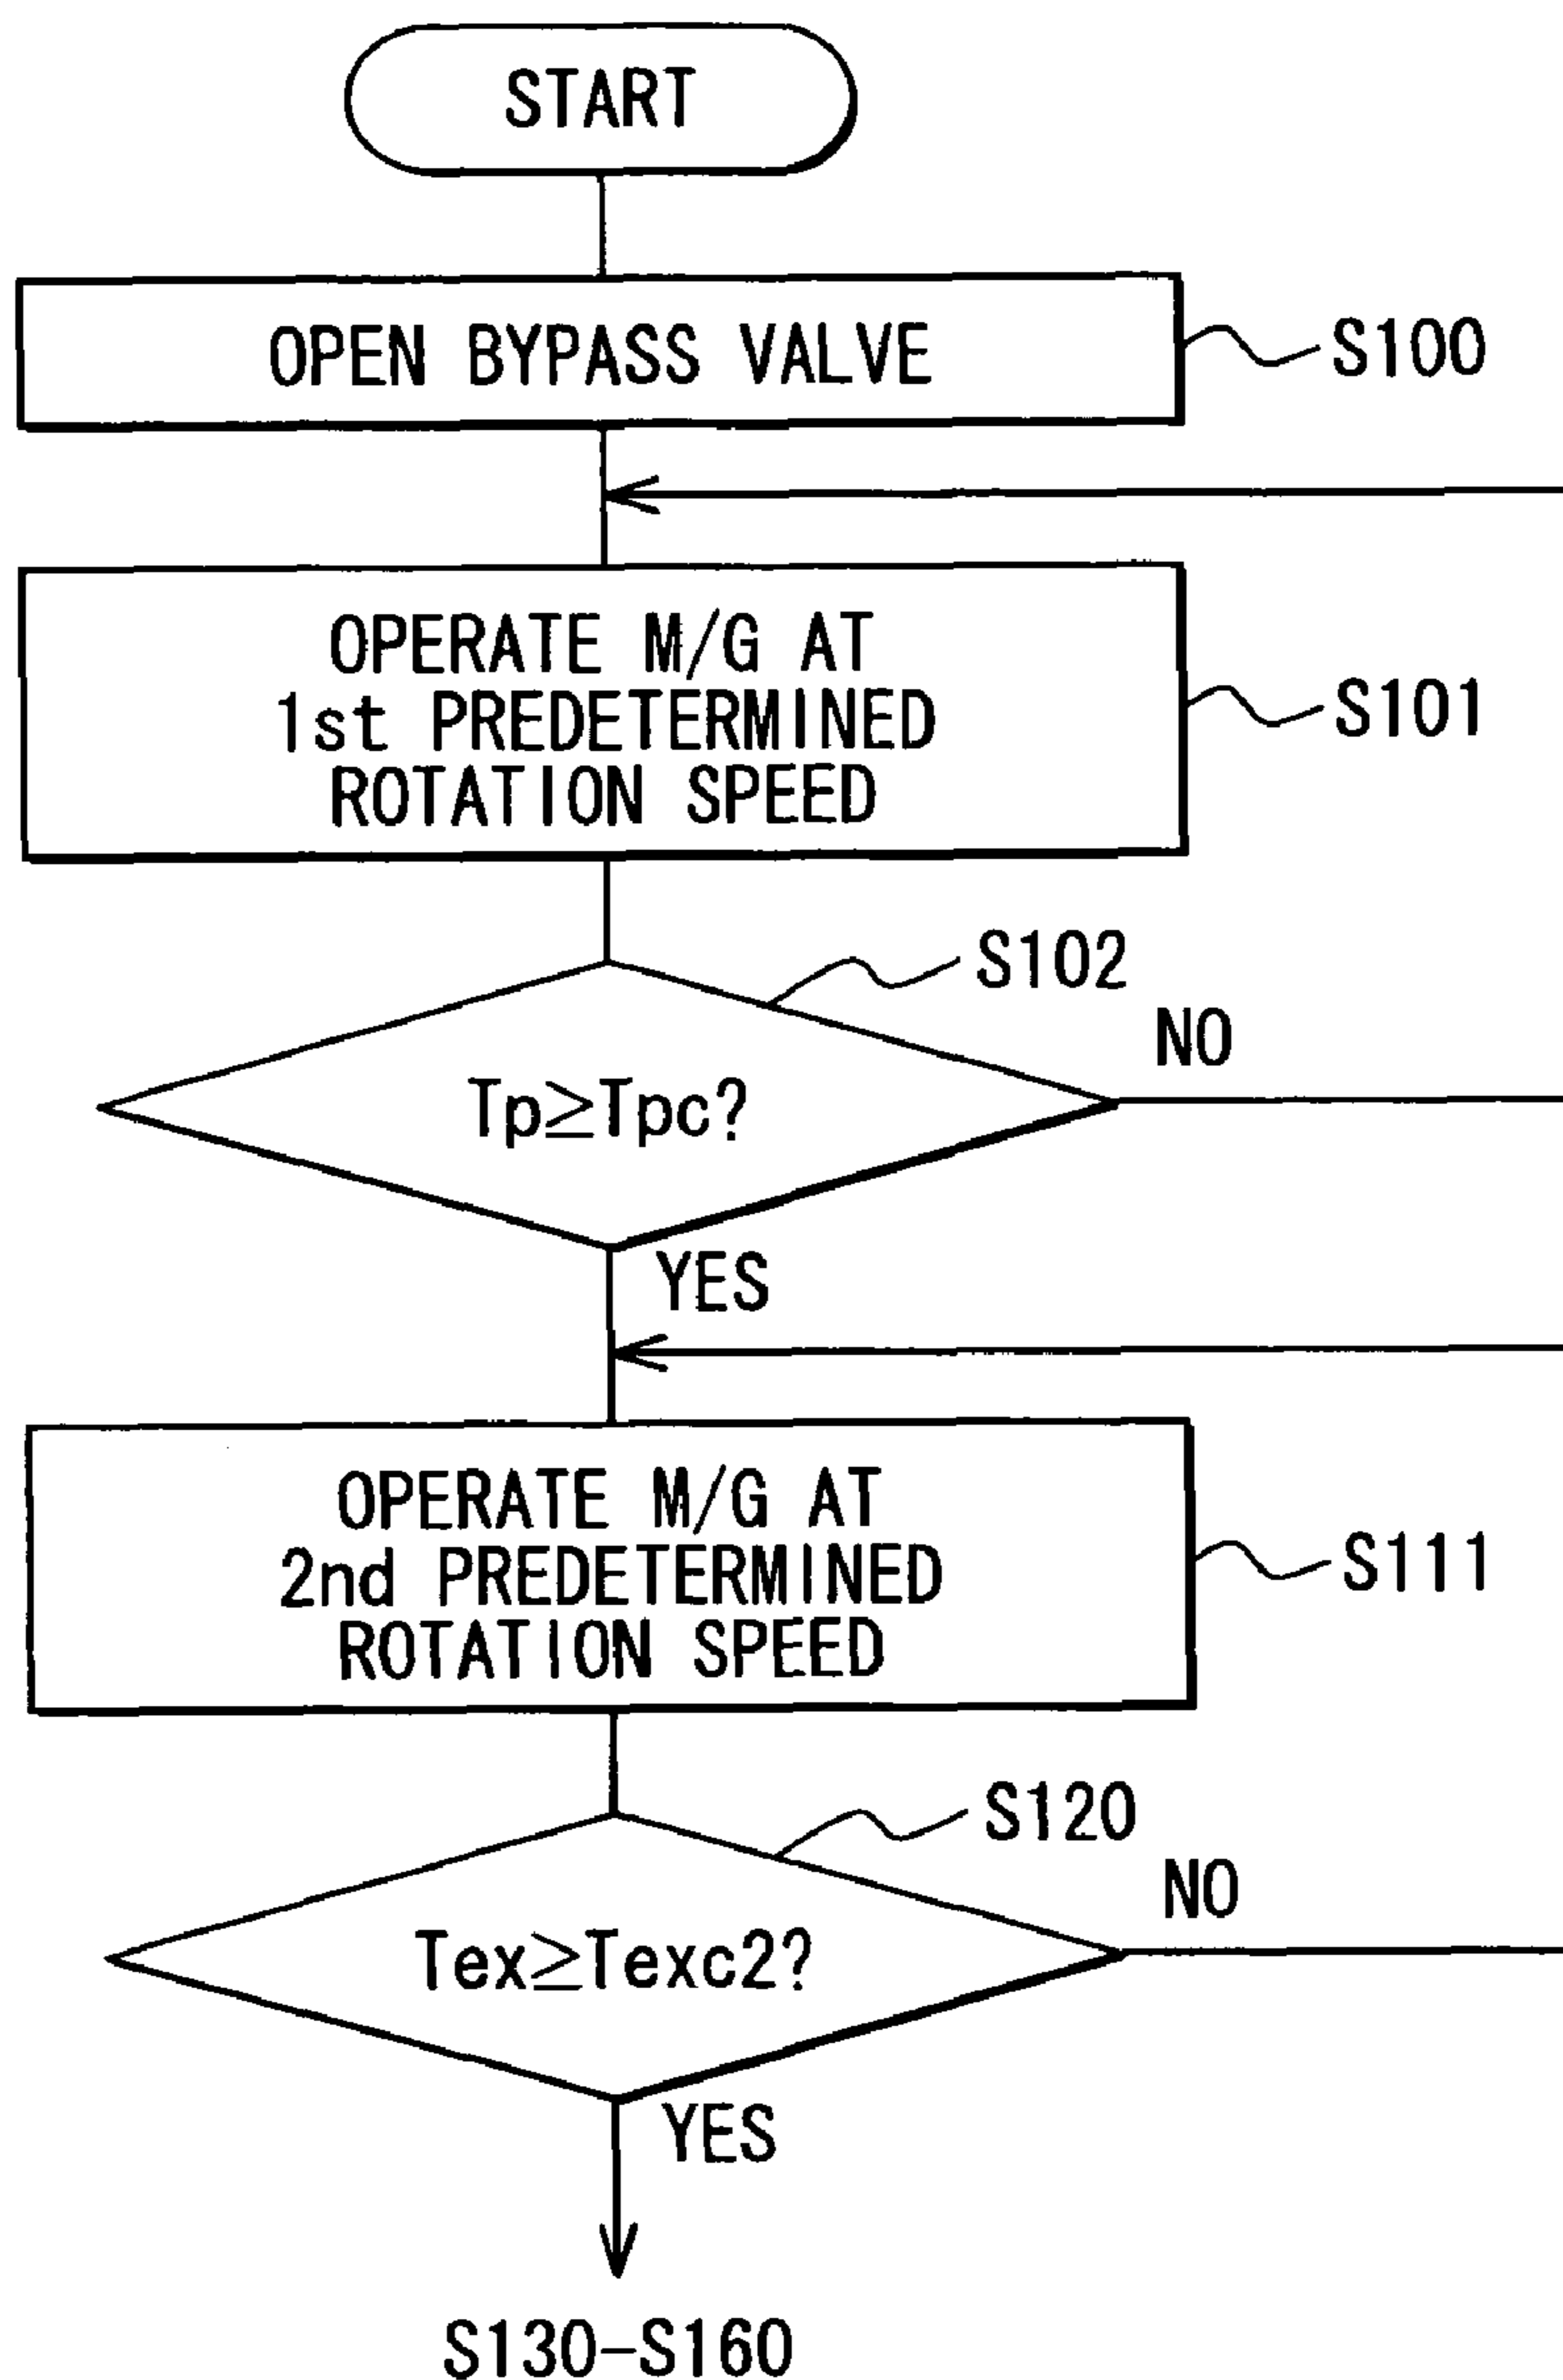 START
OPEN BYPASS VALVE
S100
OPERATE M/G AT
1st PREDETERMINED
ROTATION SPEED
S101
S102
NO
Tp≧Tpc?
YES
OPERATE M/G AT
2nd PREDETERMINED
ROTATION SPEED
S111
S120
NO
Tex≧Texc2?
YES
S130-S160